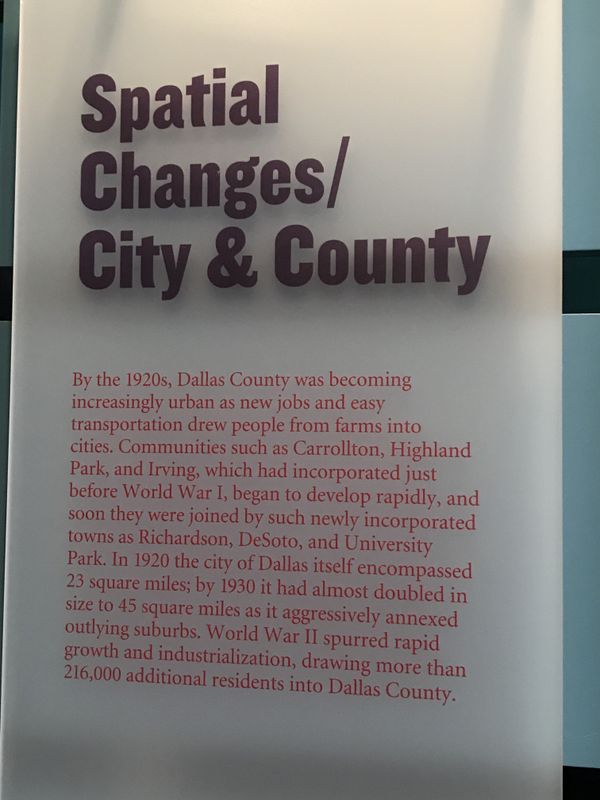 Spatial
Changes/
City & County
By the 1920s, Dallas County was becoming
increasingly urban as new jobs and easy
transportation drew people from farms into
cities. Communities such as Carrollton, Highland
Park, and Irving, which had incorporated just
before World War I, began to develop rapidly, and
soon they were joined by such newly incorporated
towns as Richardson, DeSoto, and University
Park. In 1920 the city of Dallas itself encompassed
23 square miles; by 1930 it had almost doubled in
size to 45 square miles as it aggressively annexed
outlying suburbs. World War II spurred rapid
growth and industrialization, drawing more than
216,000 additional residents into Dallas County.